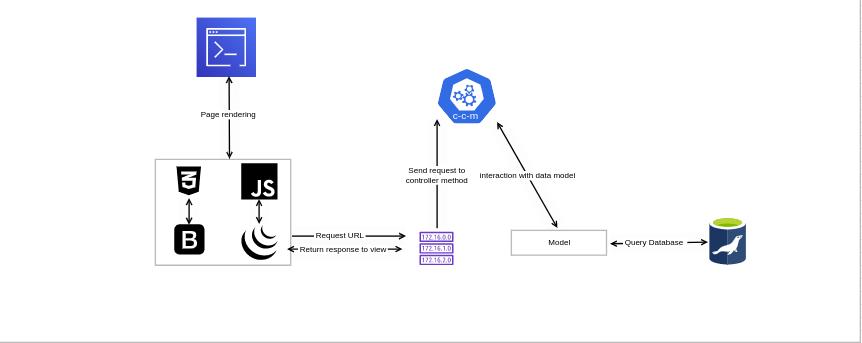 Page rendering
c-c-m
JS
B
Send request to
controller method
interaction with data model
Request URL
Return response to view
172.16.0.0
172.16.1.0
172.16.2.0
Model
Query Database